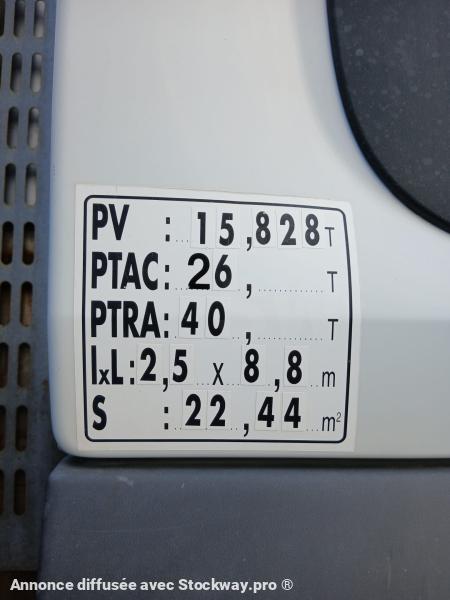 PV : 15,828 T
PTAC: 26, T
PTRA: 40, T
lxL: 2,5 x 8,8 m
S : 22,44 m²
Annonce diffusée avec Stockway.pro ®